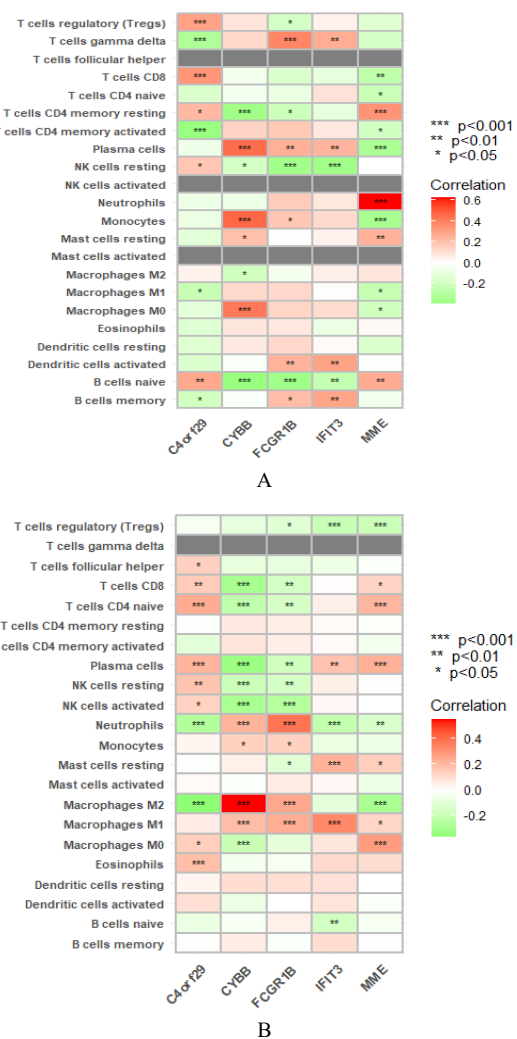 T cells regulatory (Tregs) *** *
T cells gamma delta *** *** **
T cells follicular helper
T cells CD8 *** **
T cells CD4 naive *
T cells CD4 memory resting * *** * ***
cells CD4 memory activated *** *
Plasma cells *** ** ** ***
NK cells resting * * *** ***
NK cells activated
Neutrophils ***
Monocytes *** * ***
Mast cells resting * **
Mast cells activated
Macrophages M2 *
Macrophages M1 * *
Macrophages M0 *** *
Eosinophils
Dendritic cells resting
Dendritic cells activated ** **
B cells naive ** *** *** ** **
B cells memory * * **
C4orf29 CYBB FCGR1B IFIT3 MME
*** p<0.001
** p<0.01
* p<0.05
Correlation
0.6
0.4
0.2
0.0
-0.2
A
T cells regulatory (Tregs) * *** ***
T cells gamma delta
T cells follicular helper *
T cells CD8 ** *** ** *
T cells CD4 naive *** *** ** ***
T cells CD4 memory resting
cells CD4 memory activated
Plasma cells *** *** ** ** ***
NK cells resting ** *** **
NK cells activated * *** ***
Neutrophils *** *** *** *** **
Monocytes * *
Mast cells resting * *** *
Mast cells activated
Macrophages M2 *** *** *** ***
Macrophages M1 *** *** *** *
Macrophages M0 * *** ***
Eosinophils ***
Dendritic cells resting
Dendritic cells activated
B cells naive **
B cells memory
C4orf29 CYBB FCGR1B IFIT3 MME
*** p<0.001
** p<0.01
* p<0.05
Correlation
0.4
0.2
0.0
-0.2
B